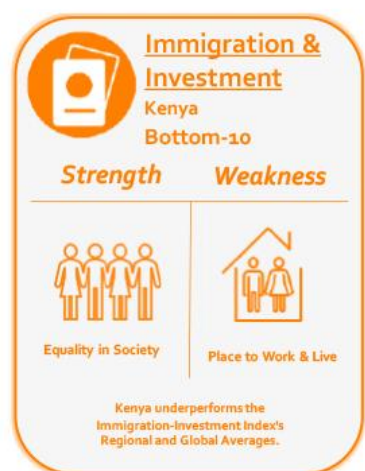 Immigration &
Investment
Kenya
Bottom-10
Strength
Weakness
Equality in Society
Place to Work & Live
Kenya underperforms the
Immigration-Investment Index's
Regional and Global Averages.